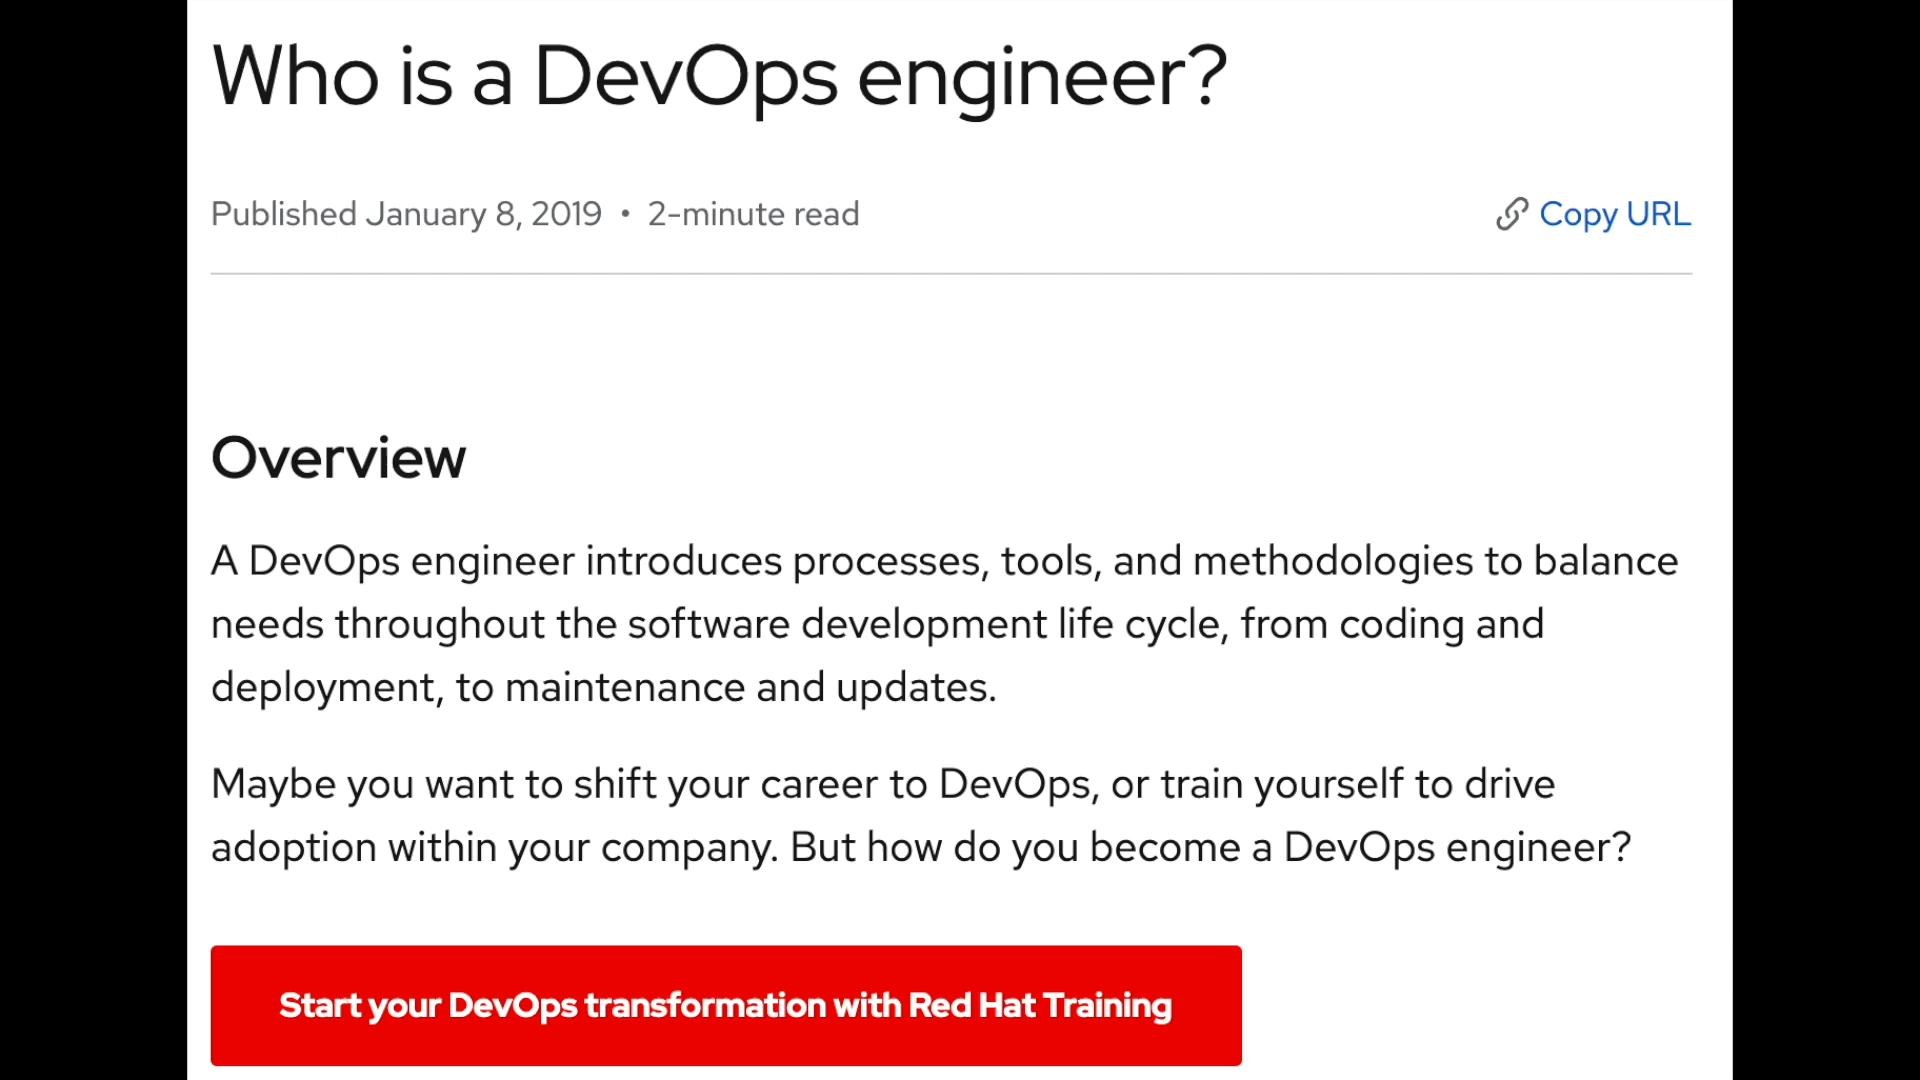 Who is a DevOps engineer?
Published January 8, 2019 • 2-minute read
Copy URL
Overview
A DevOps engineer introduces processes, tools, and methodologies to balance
needs throughout the software development life cycle, from coding and
deployment, to maintenance and updates.
Maybe you want to shift your career to DevOps, or train yourself to drive
adoption within your company. But how do you become a DevOps engineer?
Start your DevOps transformation with Red Hat Training